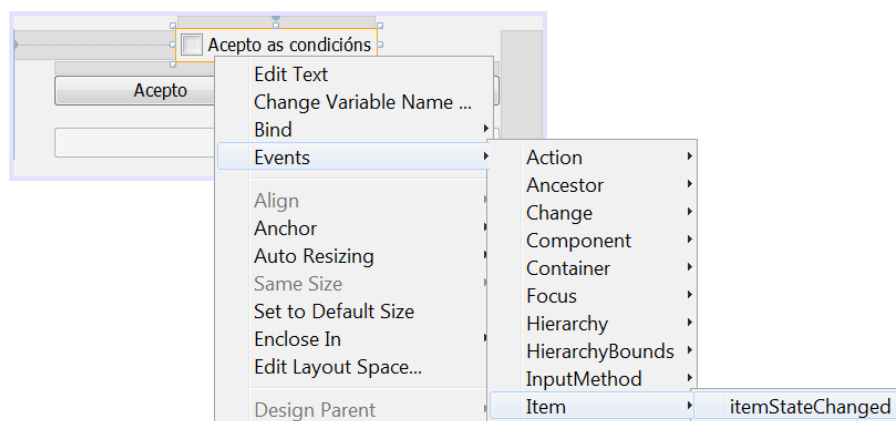 Acepto as condicións
Acepto
Edit Text
Change Variable Name ...
Bind
Events
Align
Anchor
Auto Resizing
Same Size
Set to Default Size
Enclose In
Edit Layout Space...
Design Parent
Action
Ancestor
Change
Component
Container
Focus
Hierarchy
HierarchyBounds
InputMethod
Item
itemStateChanged